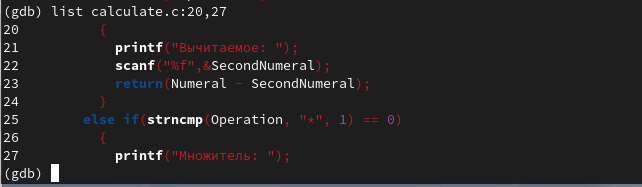 (gdb) list calculate.c:20,27
20          {
21            printf("Вычитаемое: ");
22            scanf("%f",&SecondNumeral);
23            return(Numeral - SecondNumeral);
24          }
25        else if(strncmp(Operation, "*", 1) == 0)
26          {
27            printf("Множитель: ");
(gdb)